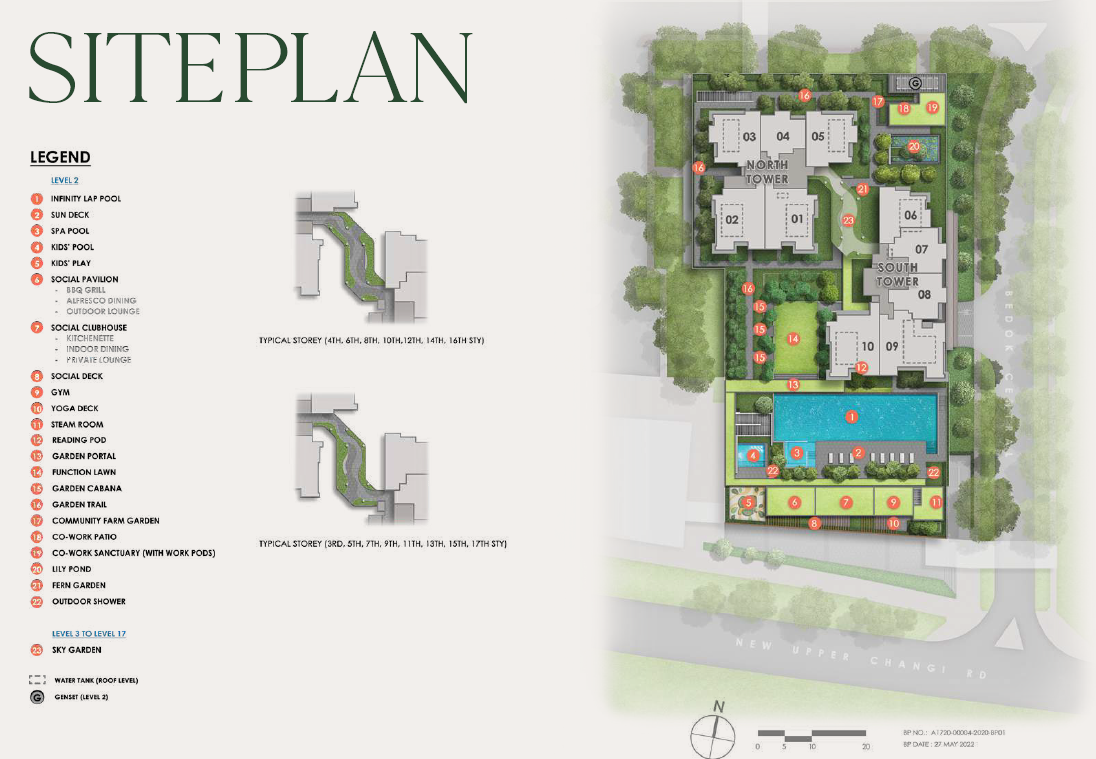 SITEPLAN
LEGEND
LEVEL 2
1 INFINITY LAP POOL
2 SUN DECK
3 SPA POOL
4 KIDS' POOL
5 KIDS' PLAY
6 SOCIAL PAVILION
- BBQ GRILL
- ALFRESCO DINING
- OUTDOOR LOUNGE
7 SOCIAL CLUBHOUSE
- KITCHENETTE
- INDOOR DINING
- PRIVATE LOUNGE
8 SOCIAL DECK
9 GYM
10 YOGA DECK
11 STEAM ROOM
12 READING POD
13 GARDEN PORTAL
14 FUNCTION LAWN
15 GARDEN CABANA
16 GARDEN TRAIL
17 COMMUNITY FARM GARDEN
18 CO-WORK PATIO
19 CO-WORK SANCTUARY (WITH WORK PODS)
20 LILY POND
21 FERN GARDEN
22 OUTDOOR SHOWER
LEVEL 3 TO LEVEL 17
23 SKY GARDEN
WATER TANK (ROOF LEVEL)
G GENSET (LEVEL 2)
TYPICAL STOREY (4TH, 6TH, 8TH, 10TH,12TH, 14TH, 16TH STY)
TYPICAL STOREY (3RD, 5TH, 7TH, 9TH, 11TH, 13TH, 15TH, 17TH STY)
G
16 17 18 19
03 04 05
20
NORTH
TOWER
16
21
02 01 23 06
07
SOUTH
TOWER
16
08
15
15 14
10 09
15
12
13
1
4 3 2
22 22
5 6 7 9 11
8 10
BEDOK
NEW UPPER CHANGI RD
N
0 5 10 20
BP NO.: A1720-00004-2020-BP01
BP DATE : 27 MAY 2022